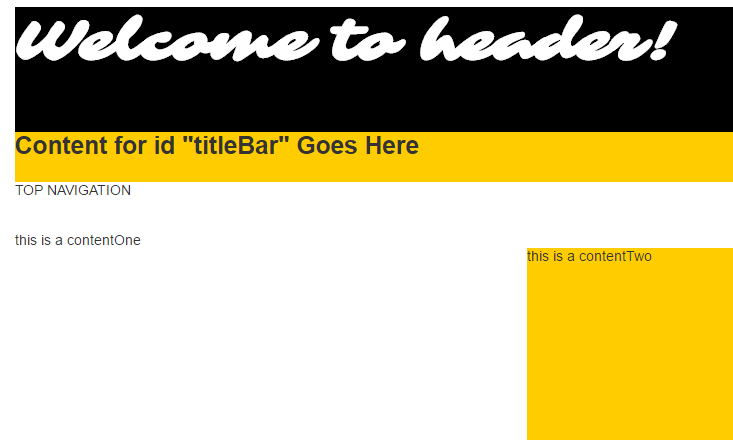 Welcome to header!
Content for id "titleBar" Goes Here
TOP NAVIGATION
this is a contentOne
this is a contentTwo